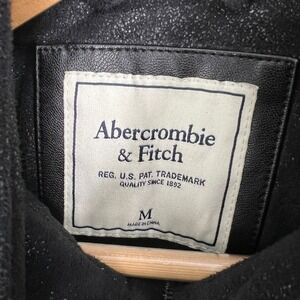 Abercrombie
& Fitch
REG. U.S. PAT. TRADEMARK
QUALITY SINCE 1892
M
MADE IN CHINA